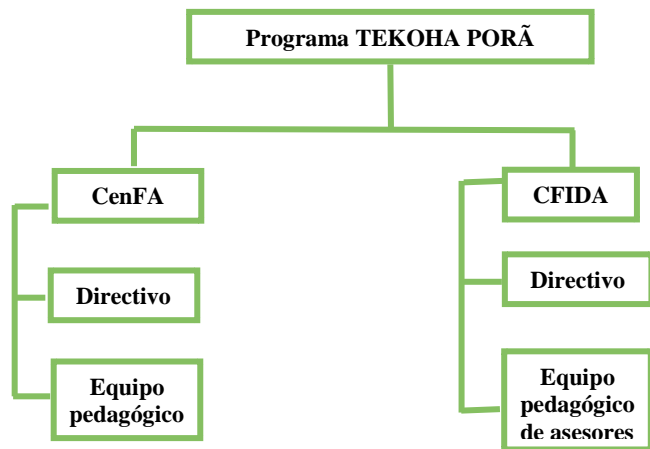 Programa TEKOHA PORÃ
CenFA
CFIDA
Directivo
Directivo
Equipo
pedagógico
Equipo
pedagógico
de asesores